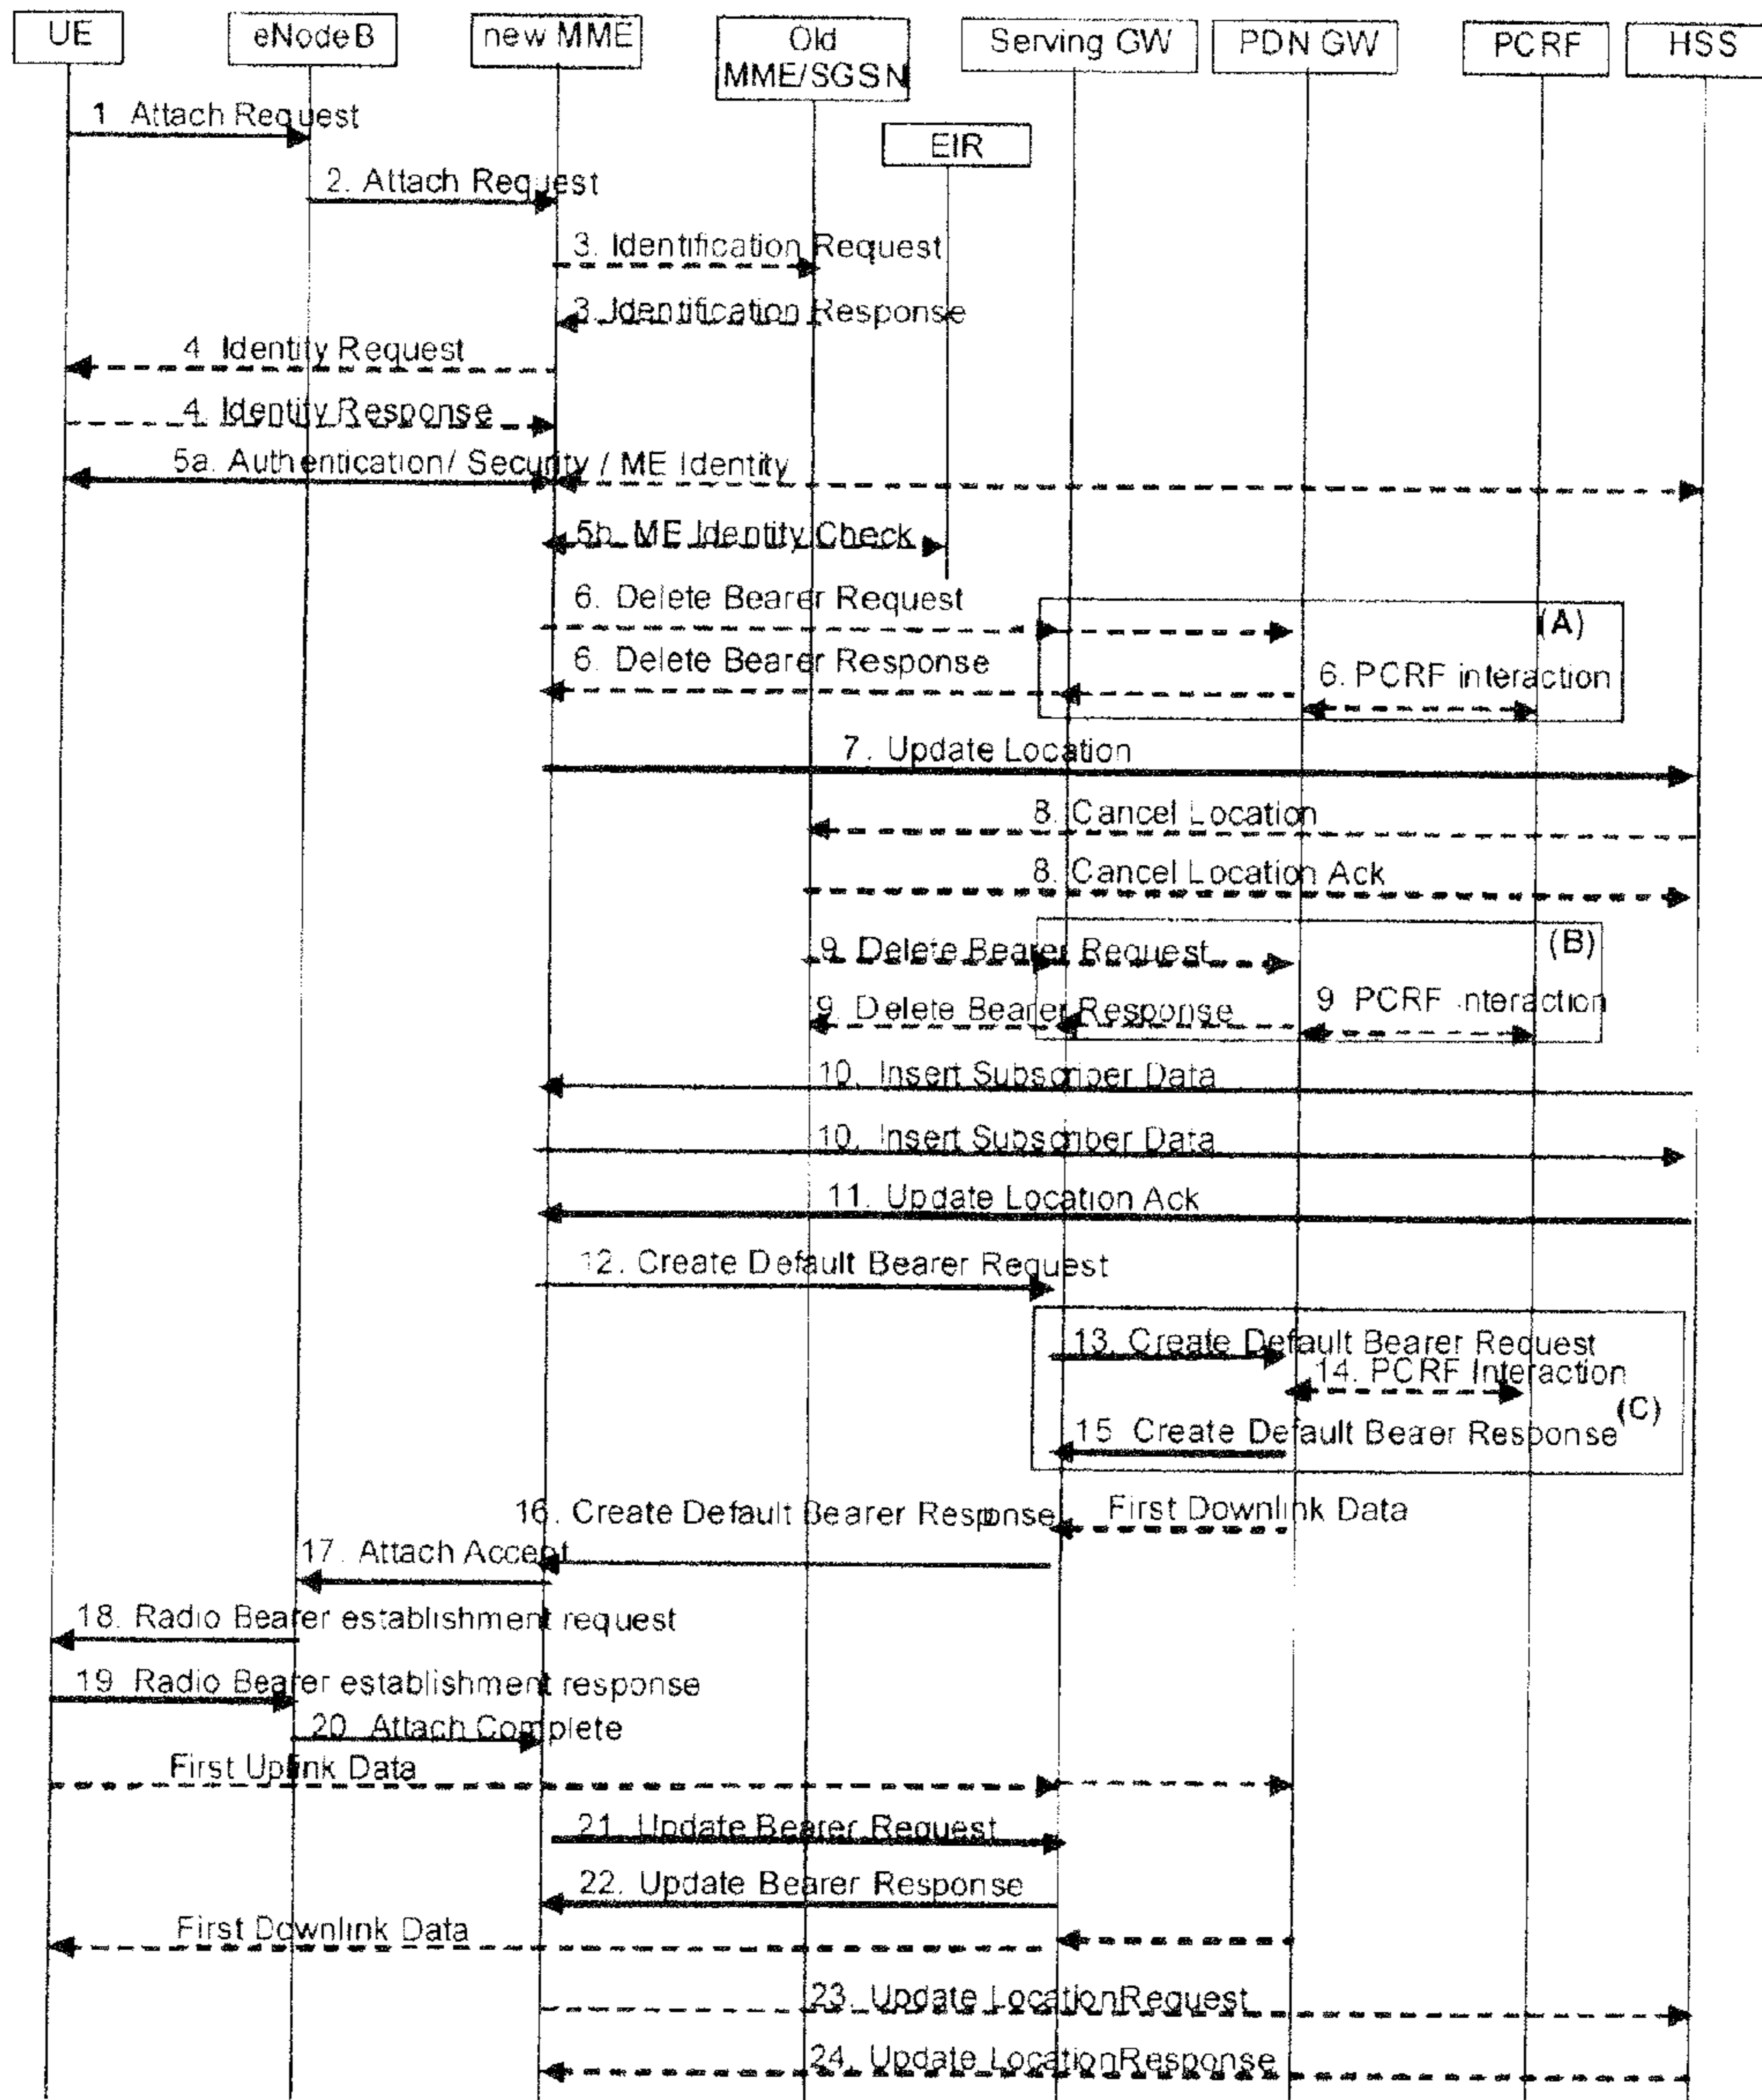 UE
eNodeB
new MME
Old
MME/SGSN
Serving GW
PDN GW
PCRF
HSS
EIR
1 Attach Request
2. Attach Request
3. Identification Request
3. Identification Response
4 Identity Request
4. Identity Response
5a. Authentication/ Security / ME Identity
5b. ME Identity Check
6. Delete Bearer Request
(A)
6. Delete Bearer Response
6. PCRF interaction
7. Update Location
8. Cancel Location
8. Cancel Location Ack
9. Delete Bearer Request
(B)
9. Delete Bearer Response
9 PCRF interaction
10. Insert Subscriber Data
10. Insert Subscriber Data
11. Update Location Ack
12. Create Default Bearer Request
13. Create Default Bearer Request
14. PCRF Interaction
(C)
15 Create Default Bearer Response
16. Create Default Bearer Response
First Downlink Data
17. Attach Accept
18. Radio Bearer establishment request
19 Radio Bearer establishment response
20. Attach Complete
First Uplink Data
21. Update Bearer Request
22. Update Bearer Response
First Downlink Data
23. Update LocationRequest
24. Update LocationResponse